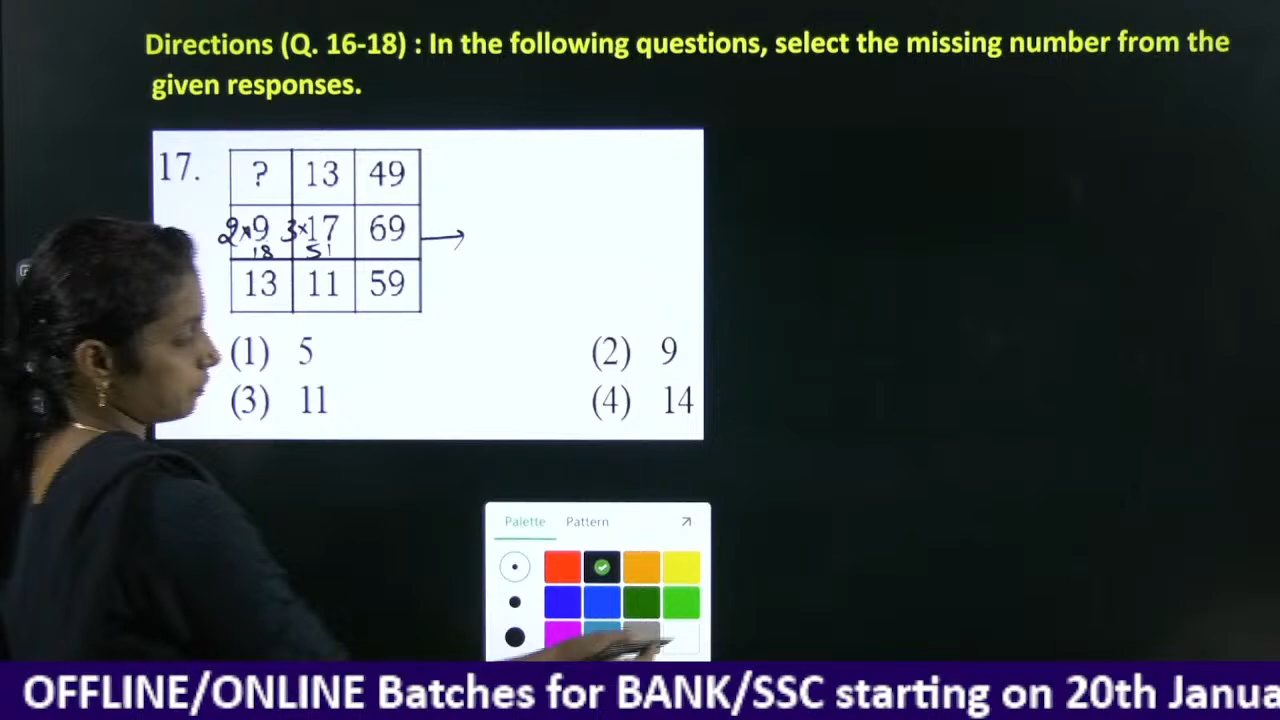 Directions (Q. 16-18) : In the following questions, select the missing number from the
given responses.
17. ? 13 49
2×9 3×17 69
18 51
13 11 59
(1) 5 (2) 9
(3) 11 (4) 14
Palette Pattern
OFFLINE/ONLINE Batches for BANK/SSC starting on 20th Janua